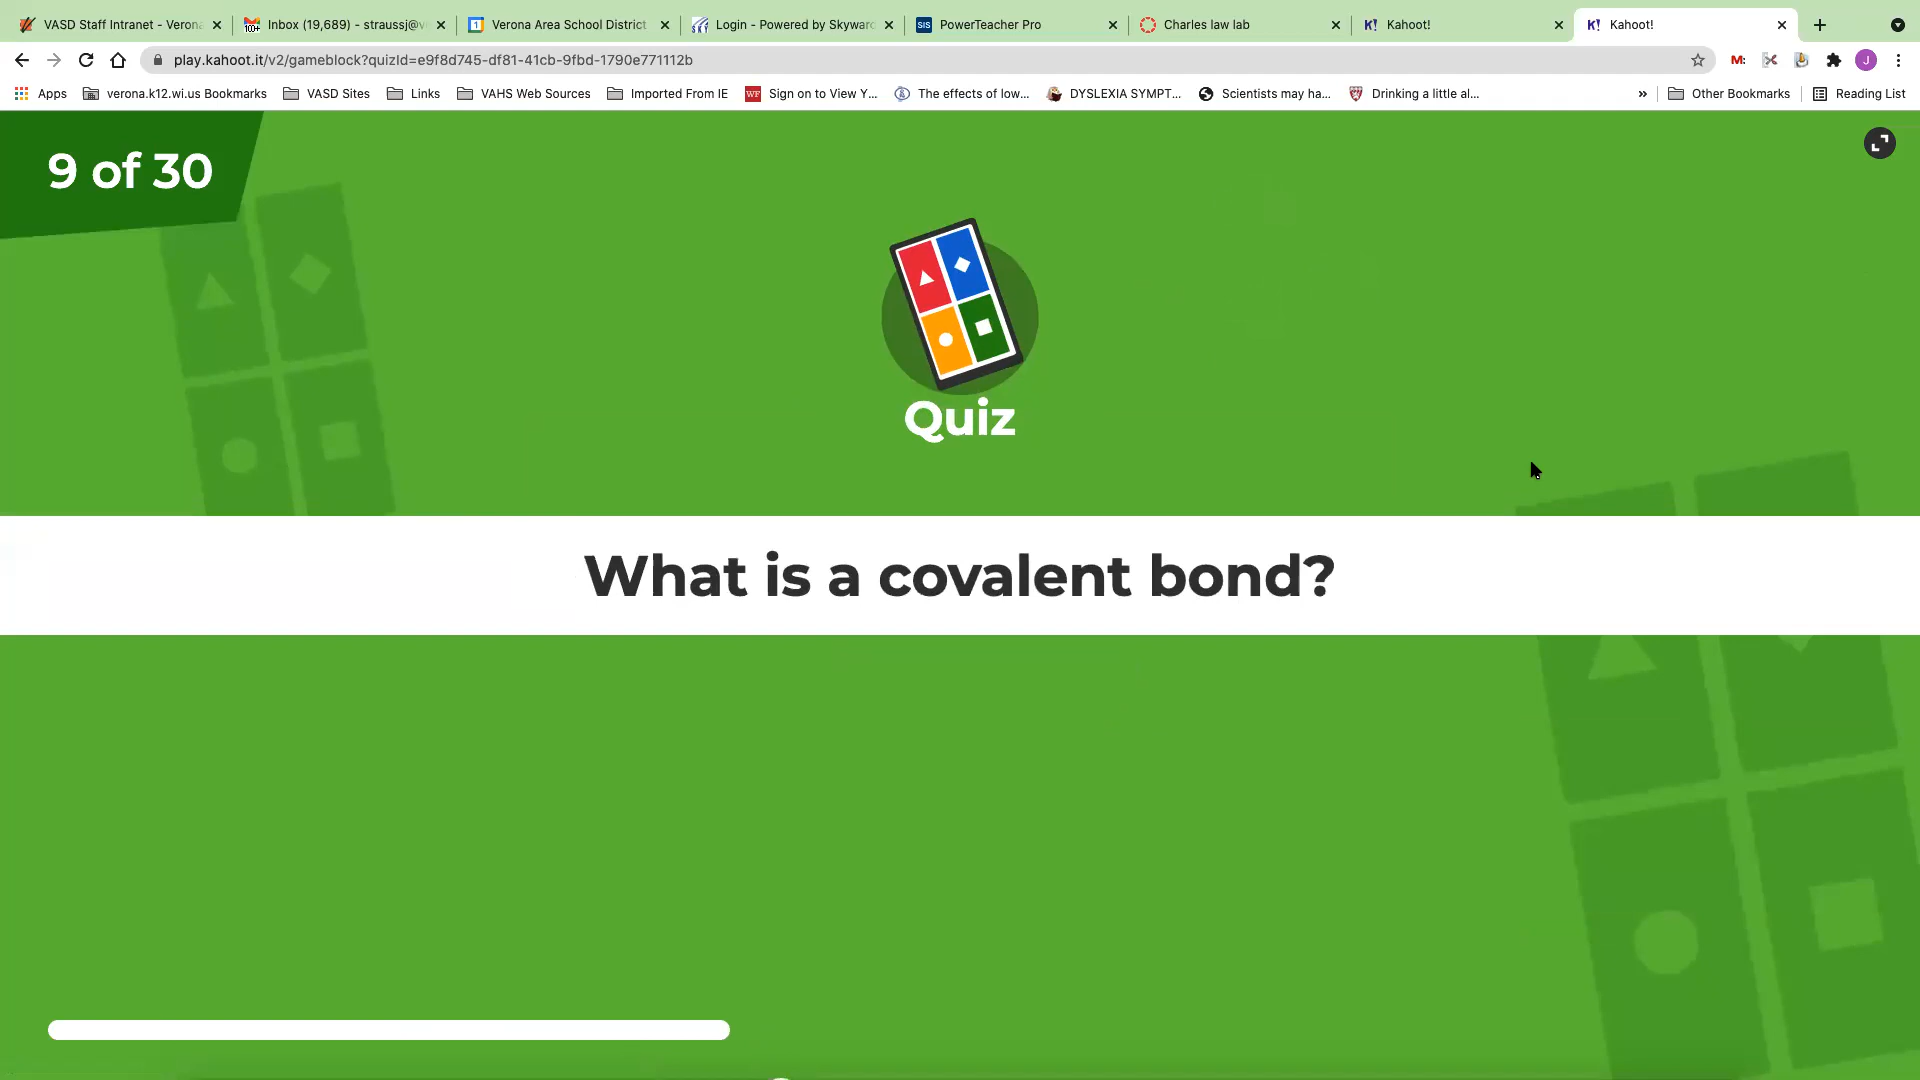 VASD Staff Intranet - Verona
Inbox (19,689) - straussj@v
Verona Area School District
Login - Powered by Skyward
PowerTeacher Pro
Charles law lab
Kahoot!
Kahoot!
play.kahoot.it/v2/gameblock?quizId=e9f8d745-df81-41cb-9fbd-1790e771112b
Apps
verona.k12.wi.us Bookmarks
VASD Sites
Links
VAHS Web Sources
Imported From IE
Sign on to View Y...
The effects of low...
DYSLEXIA SYMPT...
Scientists may ha...
Drinking a little al...
»
Other Bookmarks
Reading List
9 of 30
Quiz
What is a covalent bond?